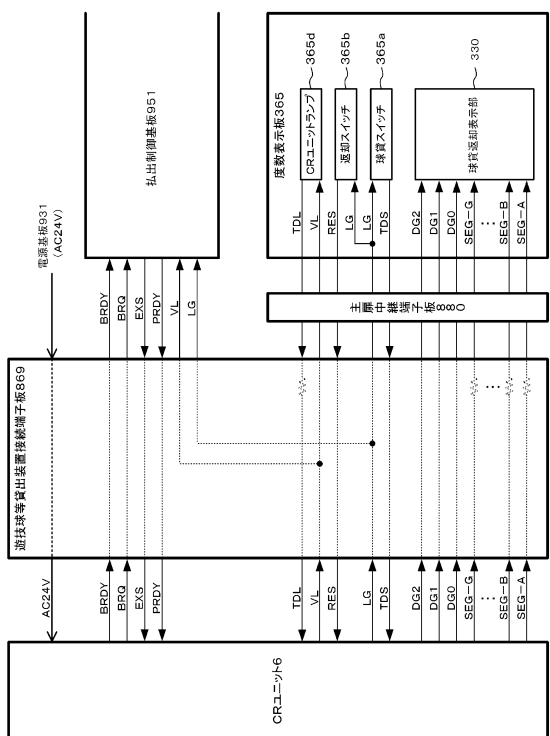 払出制御基板951
度数表示板365
365d
365b
365a
330
CRユニットランプ
返却スイッチ
球貸スイッチ
球貸返却表示部
電源基板931
(AC24V)
BRDY
BRQ
EXS
PRDY
VL
LG
TDL
VL
RES
LG
LG
TDS
DG2
DG1
DG0
SEG-G
…
SEG-B
SEG-A
主扉中継端子板880
遊技球等貸出装置接続端子板869
…
AC24V
BRDY
BRQ
EXS
PRDY
TDL
VL
RES
LG
TDS
DG2
DG1
DG0
SEG-G
…
SEG-B
SEG-A
CRユニット6